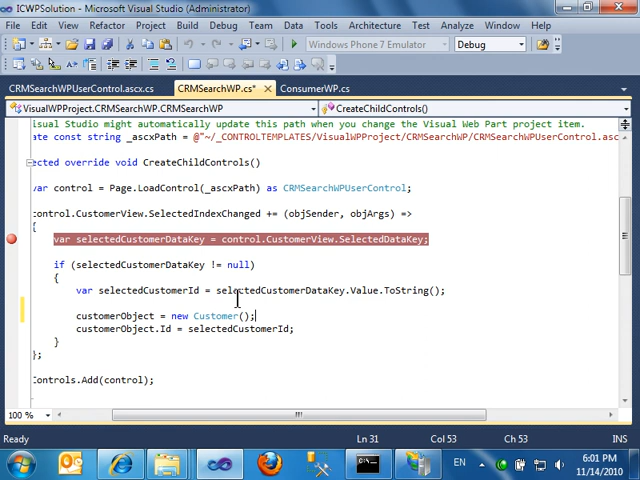 ICWPSolution - Microsoft Visual Studio (Administrator)
File Edit View Refactor Project Build Debug Team Data Tools Architecture Test Analyze Window Help
Windows Phone 7 Emulator Debug
CRMSearchWPUserControl.ascx.cs CRMSearchWP.cs* ConsumerWP.cs
VisualWPProject.CRMSearchWP.CRMSearchWP CreateChildControls()
isual Studio might automatically update this path when you change the Visual Web Part project item.
ate const string _ascxPath = @"~/_CONTROLTEMPLATES/VisualWPProject/CRMSearchWP/CRMSearchWPUserControl.asc
ected override void CreateChildControls()
var control = Page.LoadControl(_ascxPath) as CRMSearchWPUserControl;
control.CustomerView.SelectedIndexChanged += (objSender, objArgs) =>
{
var selectedCustomerDataKey = control.CustomerView.SelectedDataKey;
if (selectedCustomerDataKey != null)
{
var selectedCustomerId = selectedCustomerDataKey.Value.ToString();
customerObject = new Customer();
customerObject.Id = selectedCustomerId;
}
};
Controls.Add(control);
100 %
Ready Ln 31 Col 53 Ch 53 INS
EN 6:01 PM
11/14/2010